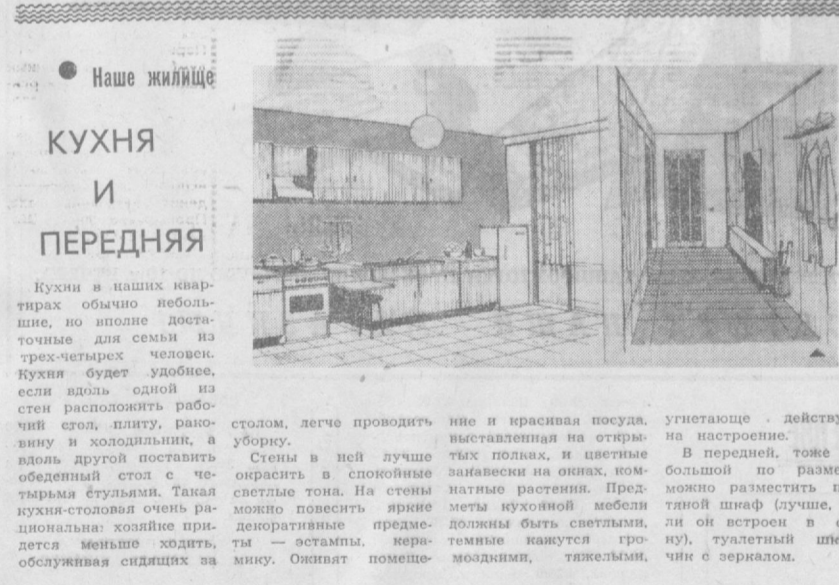 Наше жилище
КУХНЯ
И
ПЕРЕДНЯЯ
Кухни в наших квар-
тирах обычно неболь-
шие, но вполне доста-
точные для семьи из
трех-четырех человек.
Кухня будет удобнее,
если вдоль одной из
стен расположить рабо-
чий стол, плиту, рако-
вину и холодильник, а
вдоль другой поставить
обеденный стол с че-
тырьмя стульями. Такая
кухня-столовая очень ра-
циональна: хозяйке при-
дется меньше ходить,
обслуживая сидящих за
столом, легче проводить
уборку.
Стены в ней лучше
окрасить в спокойные
светлые тона. На стены
можно повесить яркие
декоративные предме-
ты — эстампы, кера-
мику. Оживят помеще-
ние и красивая посуда,
выставленная на откры-
тых полках, и цветные
занавески на окнах, ком-
натные растения. Пред-
меты кухонной мебели
должны быть светлыми,
темные кажутся гро-
моздкими, тяжелыми,
угнетающе действу
на настроение.
В передней, тоже
большой по разме
можно разместить п
тяной шкаф (лучше,
ли он встроен в
ну), туалетный
чик с зеркалом.